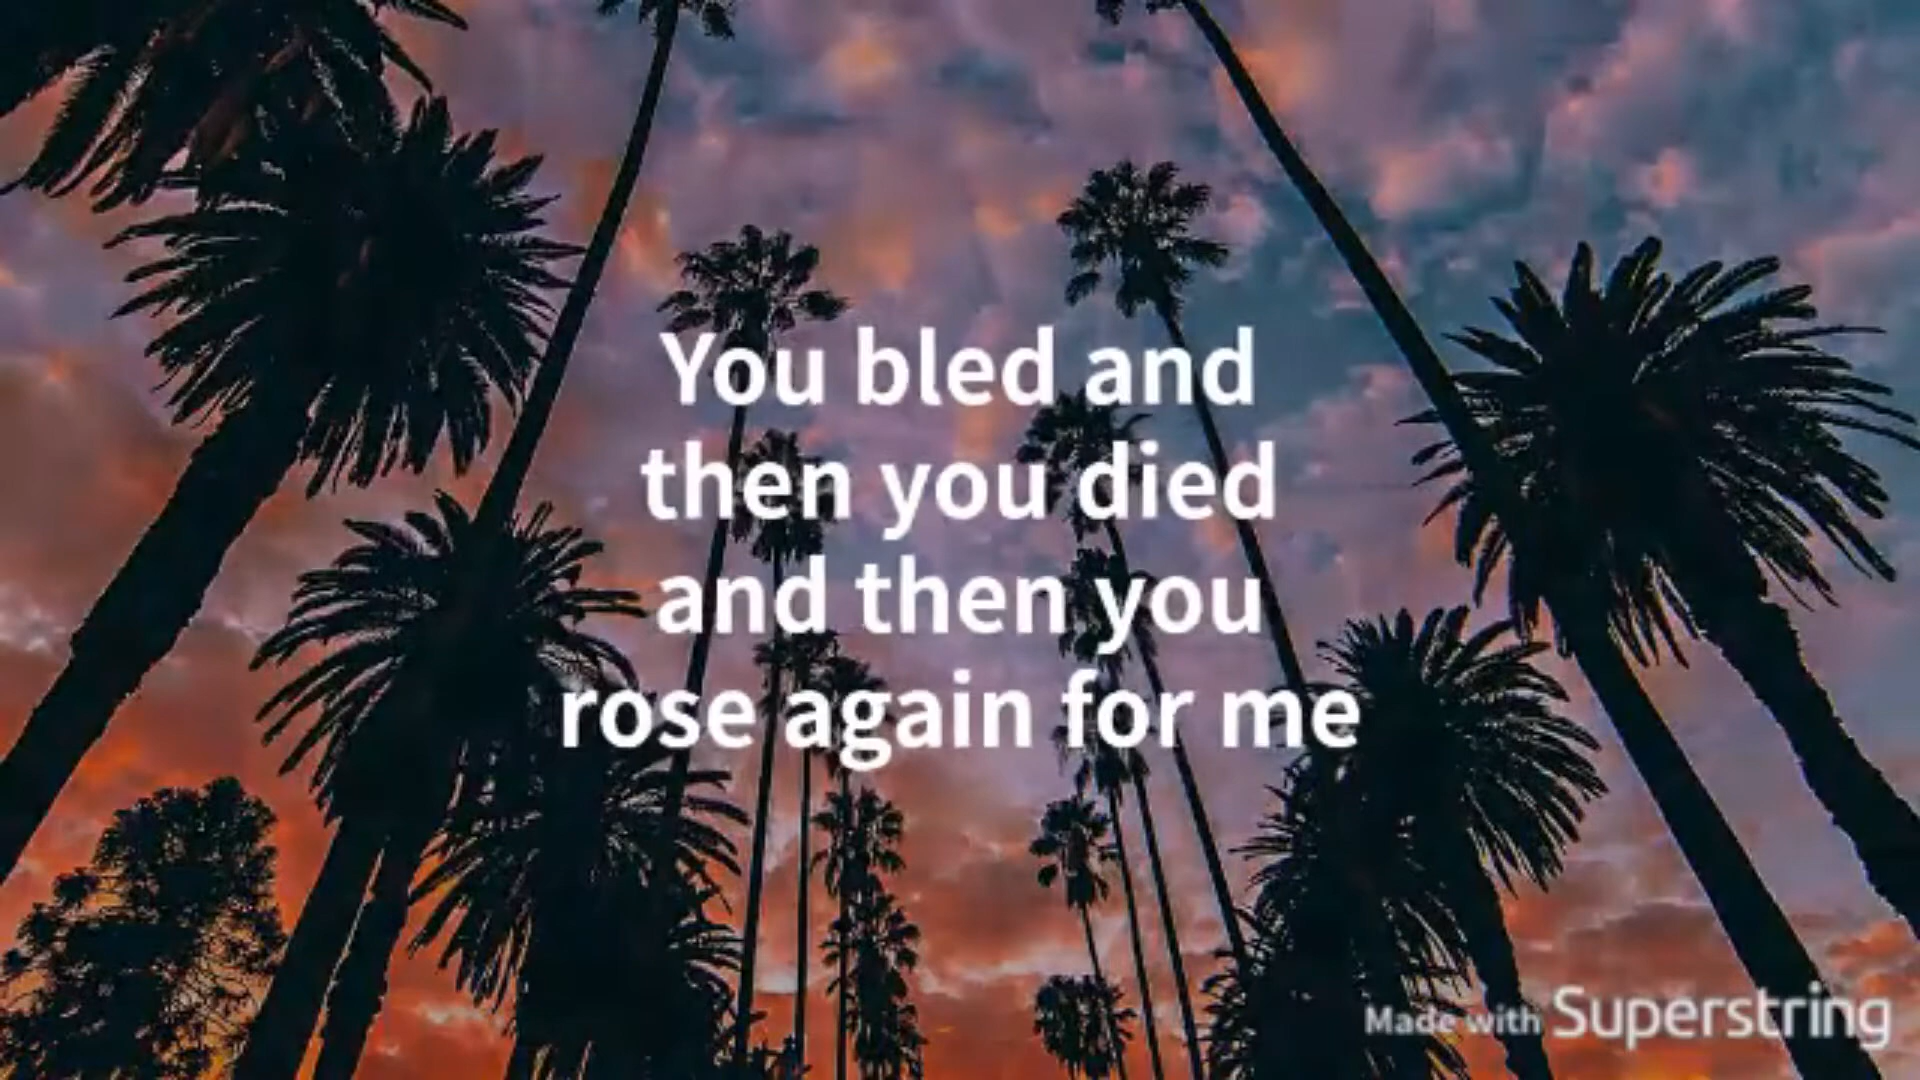 You bled and
then you died
and then you
rose again for me
Made with Superstring